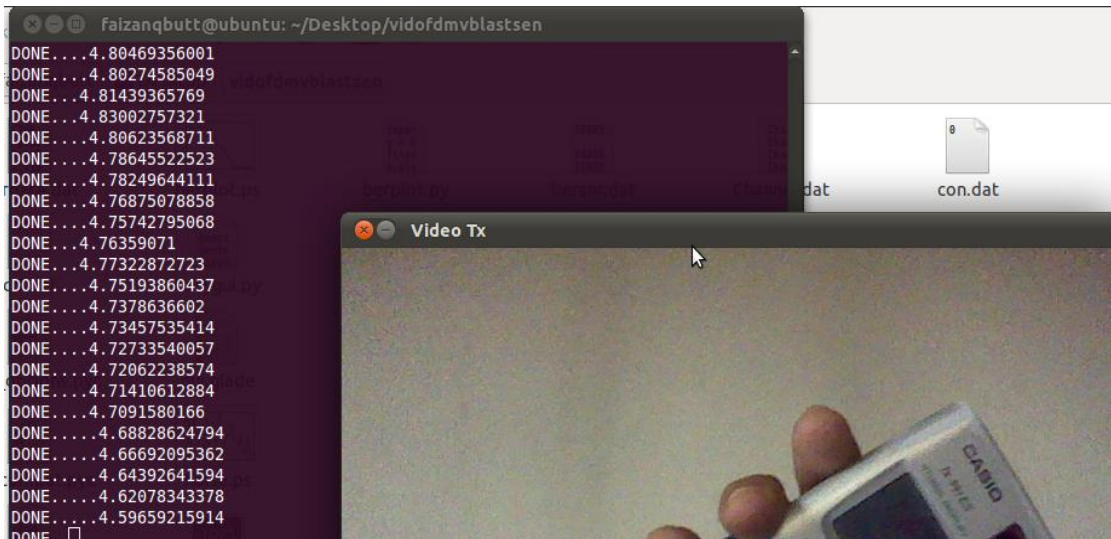 faizanqbutt@ubuntu: ~/Desktop/vidofdmvblastsen
DONE....4.80469356001
DONE....4.80274585049
DONE...4.81439365769
DONE...4.83002757321
DONE....4.80623568711
DONE....4.78645522523
DONE....4.78249644111
DONE....4.76875078858
DONE....4.75742795068
DONE...4.76359071
DONE...4.77322872723
DONE....4.75193860437
DONE....4.7378636602
DONE....4.73457535414
DONE....4.72733540057
DONE....4.72062238574
DONE....4.71410612884
DONE....4.7091580166
DONE.....4.68828624794
DONE.....4.66692095362
DONE.....4.64392641594
DONE.....4.62078343378
DONE.....4.59659215914
DONE..
vidofdmvblastsen
berplot.py
dat
0
con.dat
Video Tx
CASIO